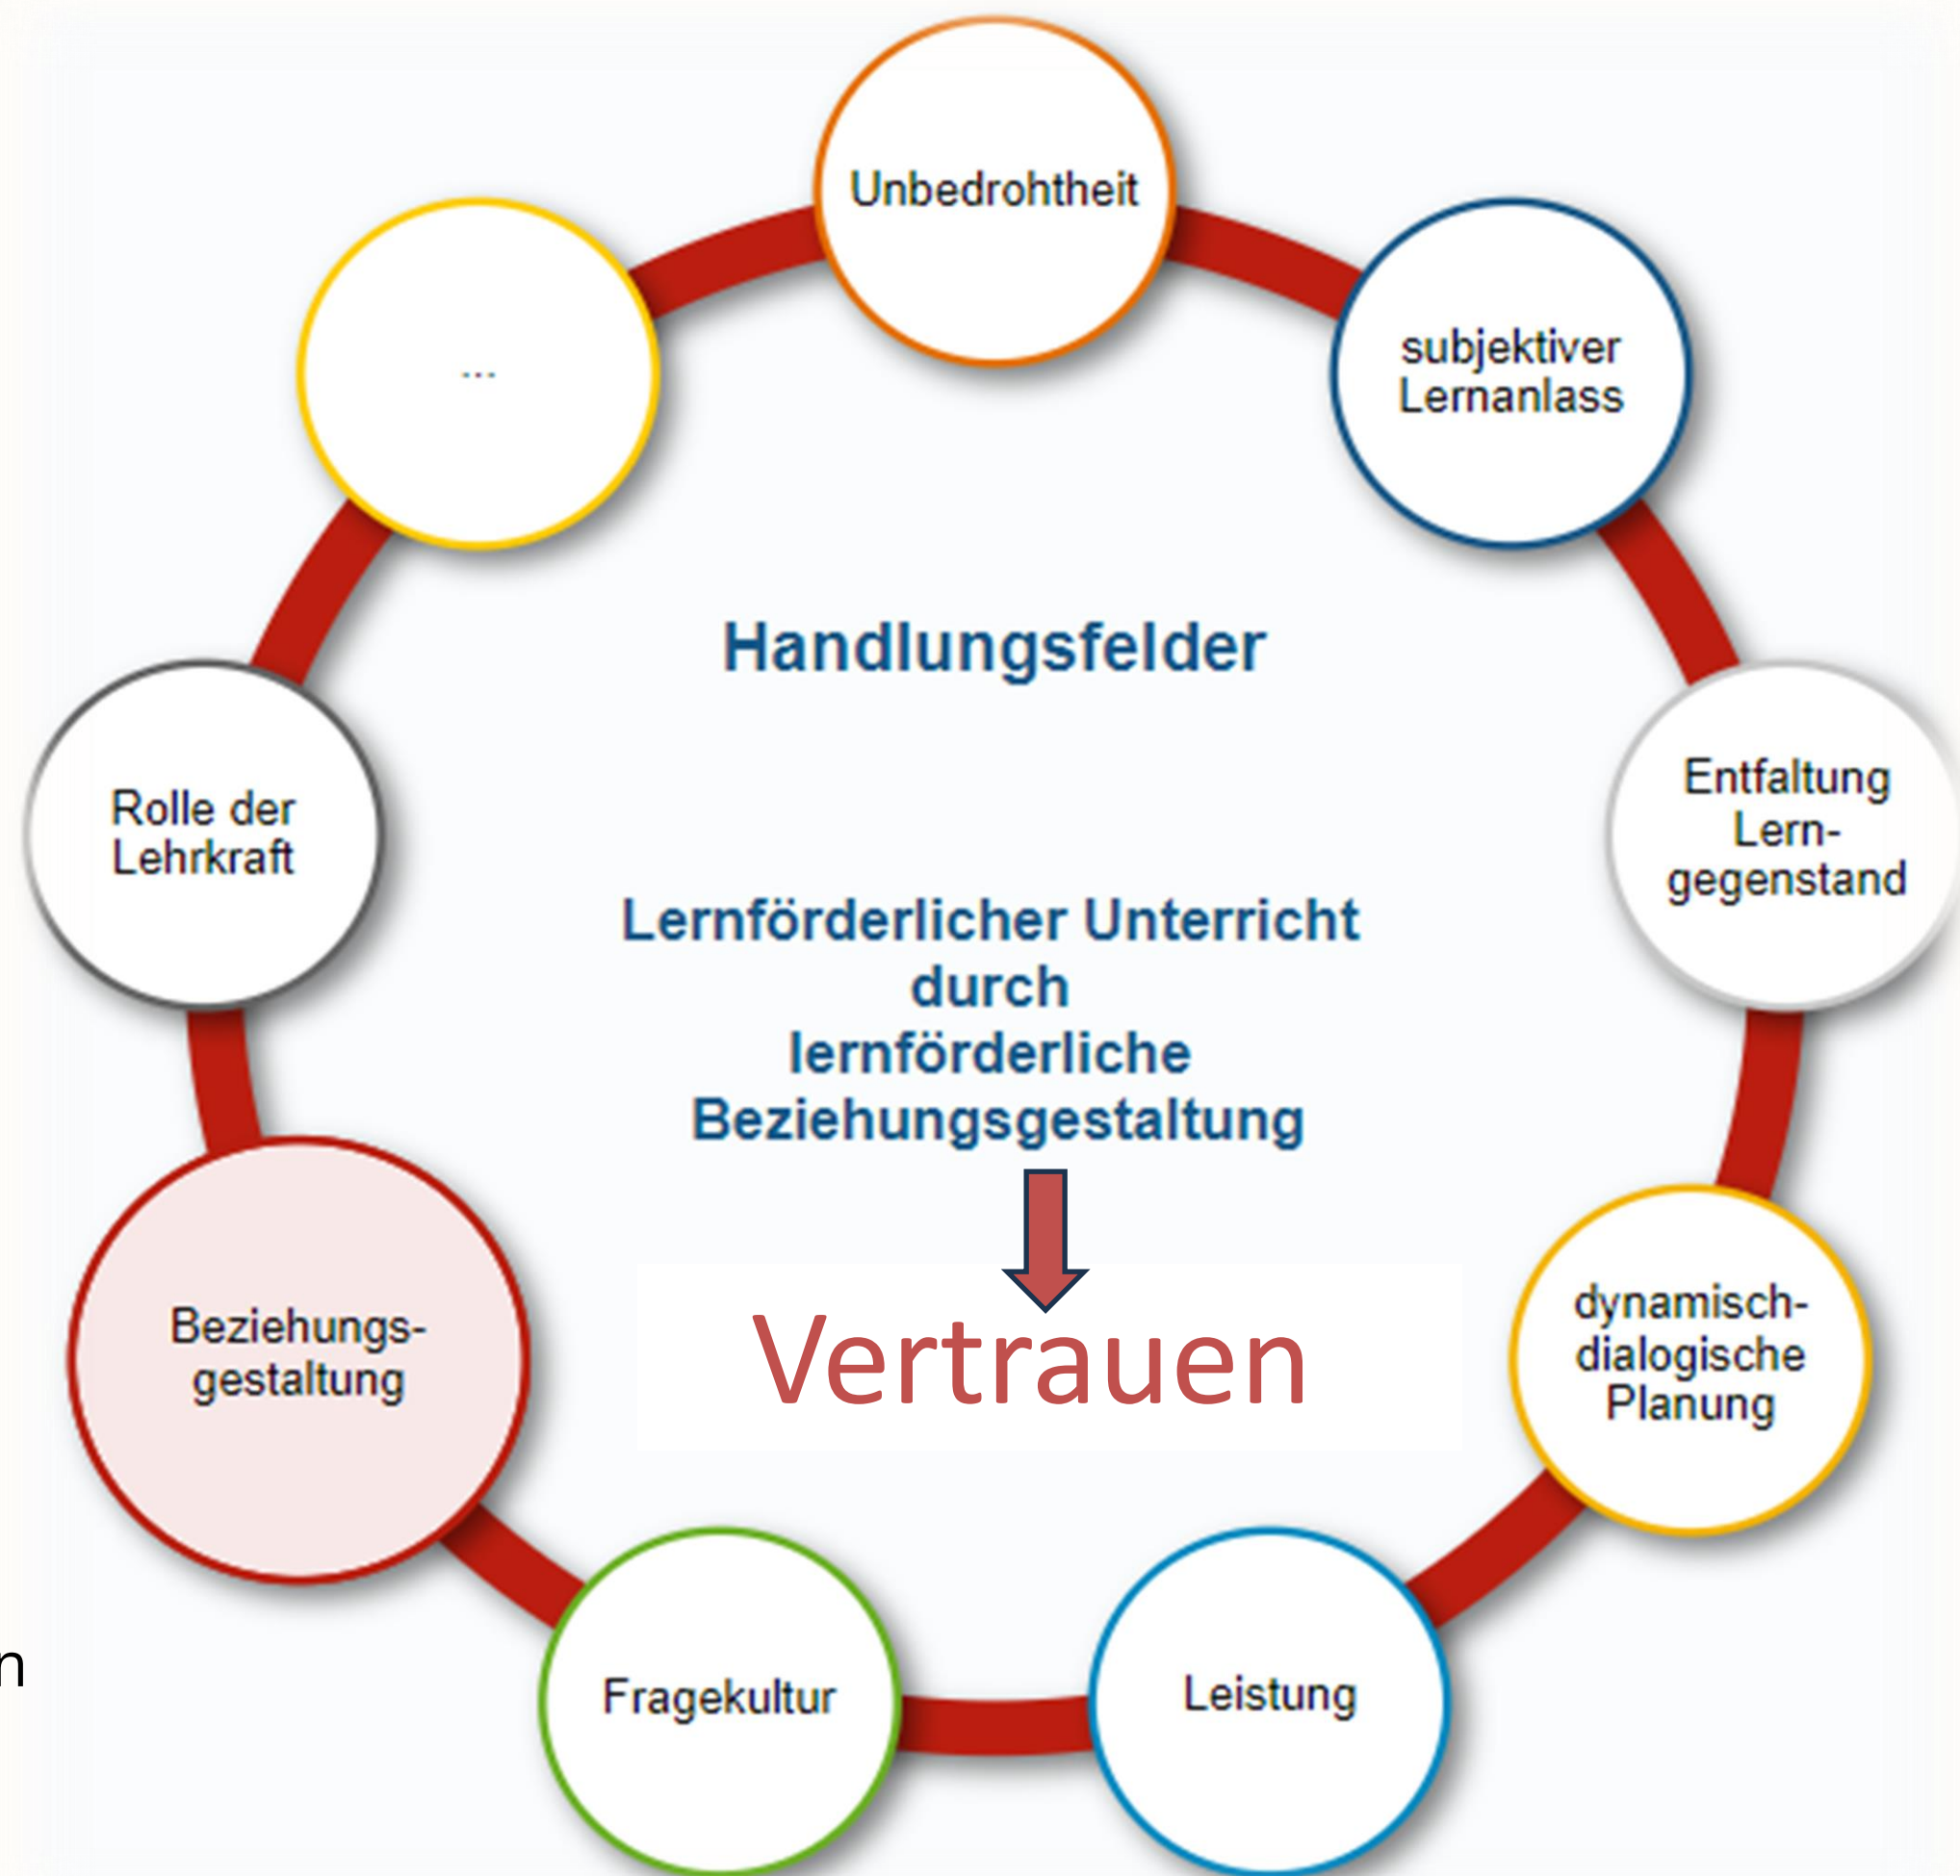 Unbedrohtheit
subjektiver
Lernanlass
Entfaltung
Lern-
gegenstand
dynamisch-
dialogische
Planung
Leistung
Fragekultur
Beziehungs-
gestaltung
Rolle der
Lehrkraft
...
Handlungsfelder
Lernförderlicher Unterricht
durch
lernförderliche
Beziehungsgestaltung
Vertrauen
n